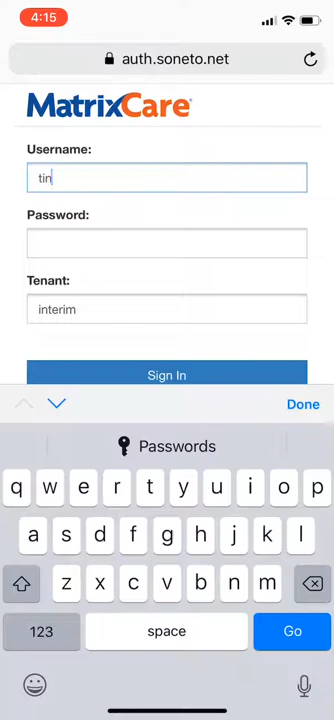 4:15
auth.soneto.net
MatrixCare
Username:
tin
Password:
Tenant:
interim
Sign In
Done
Passwords
q w e r t y u i o p
a s d f g h j k l
z x c v b n m
123 space Go